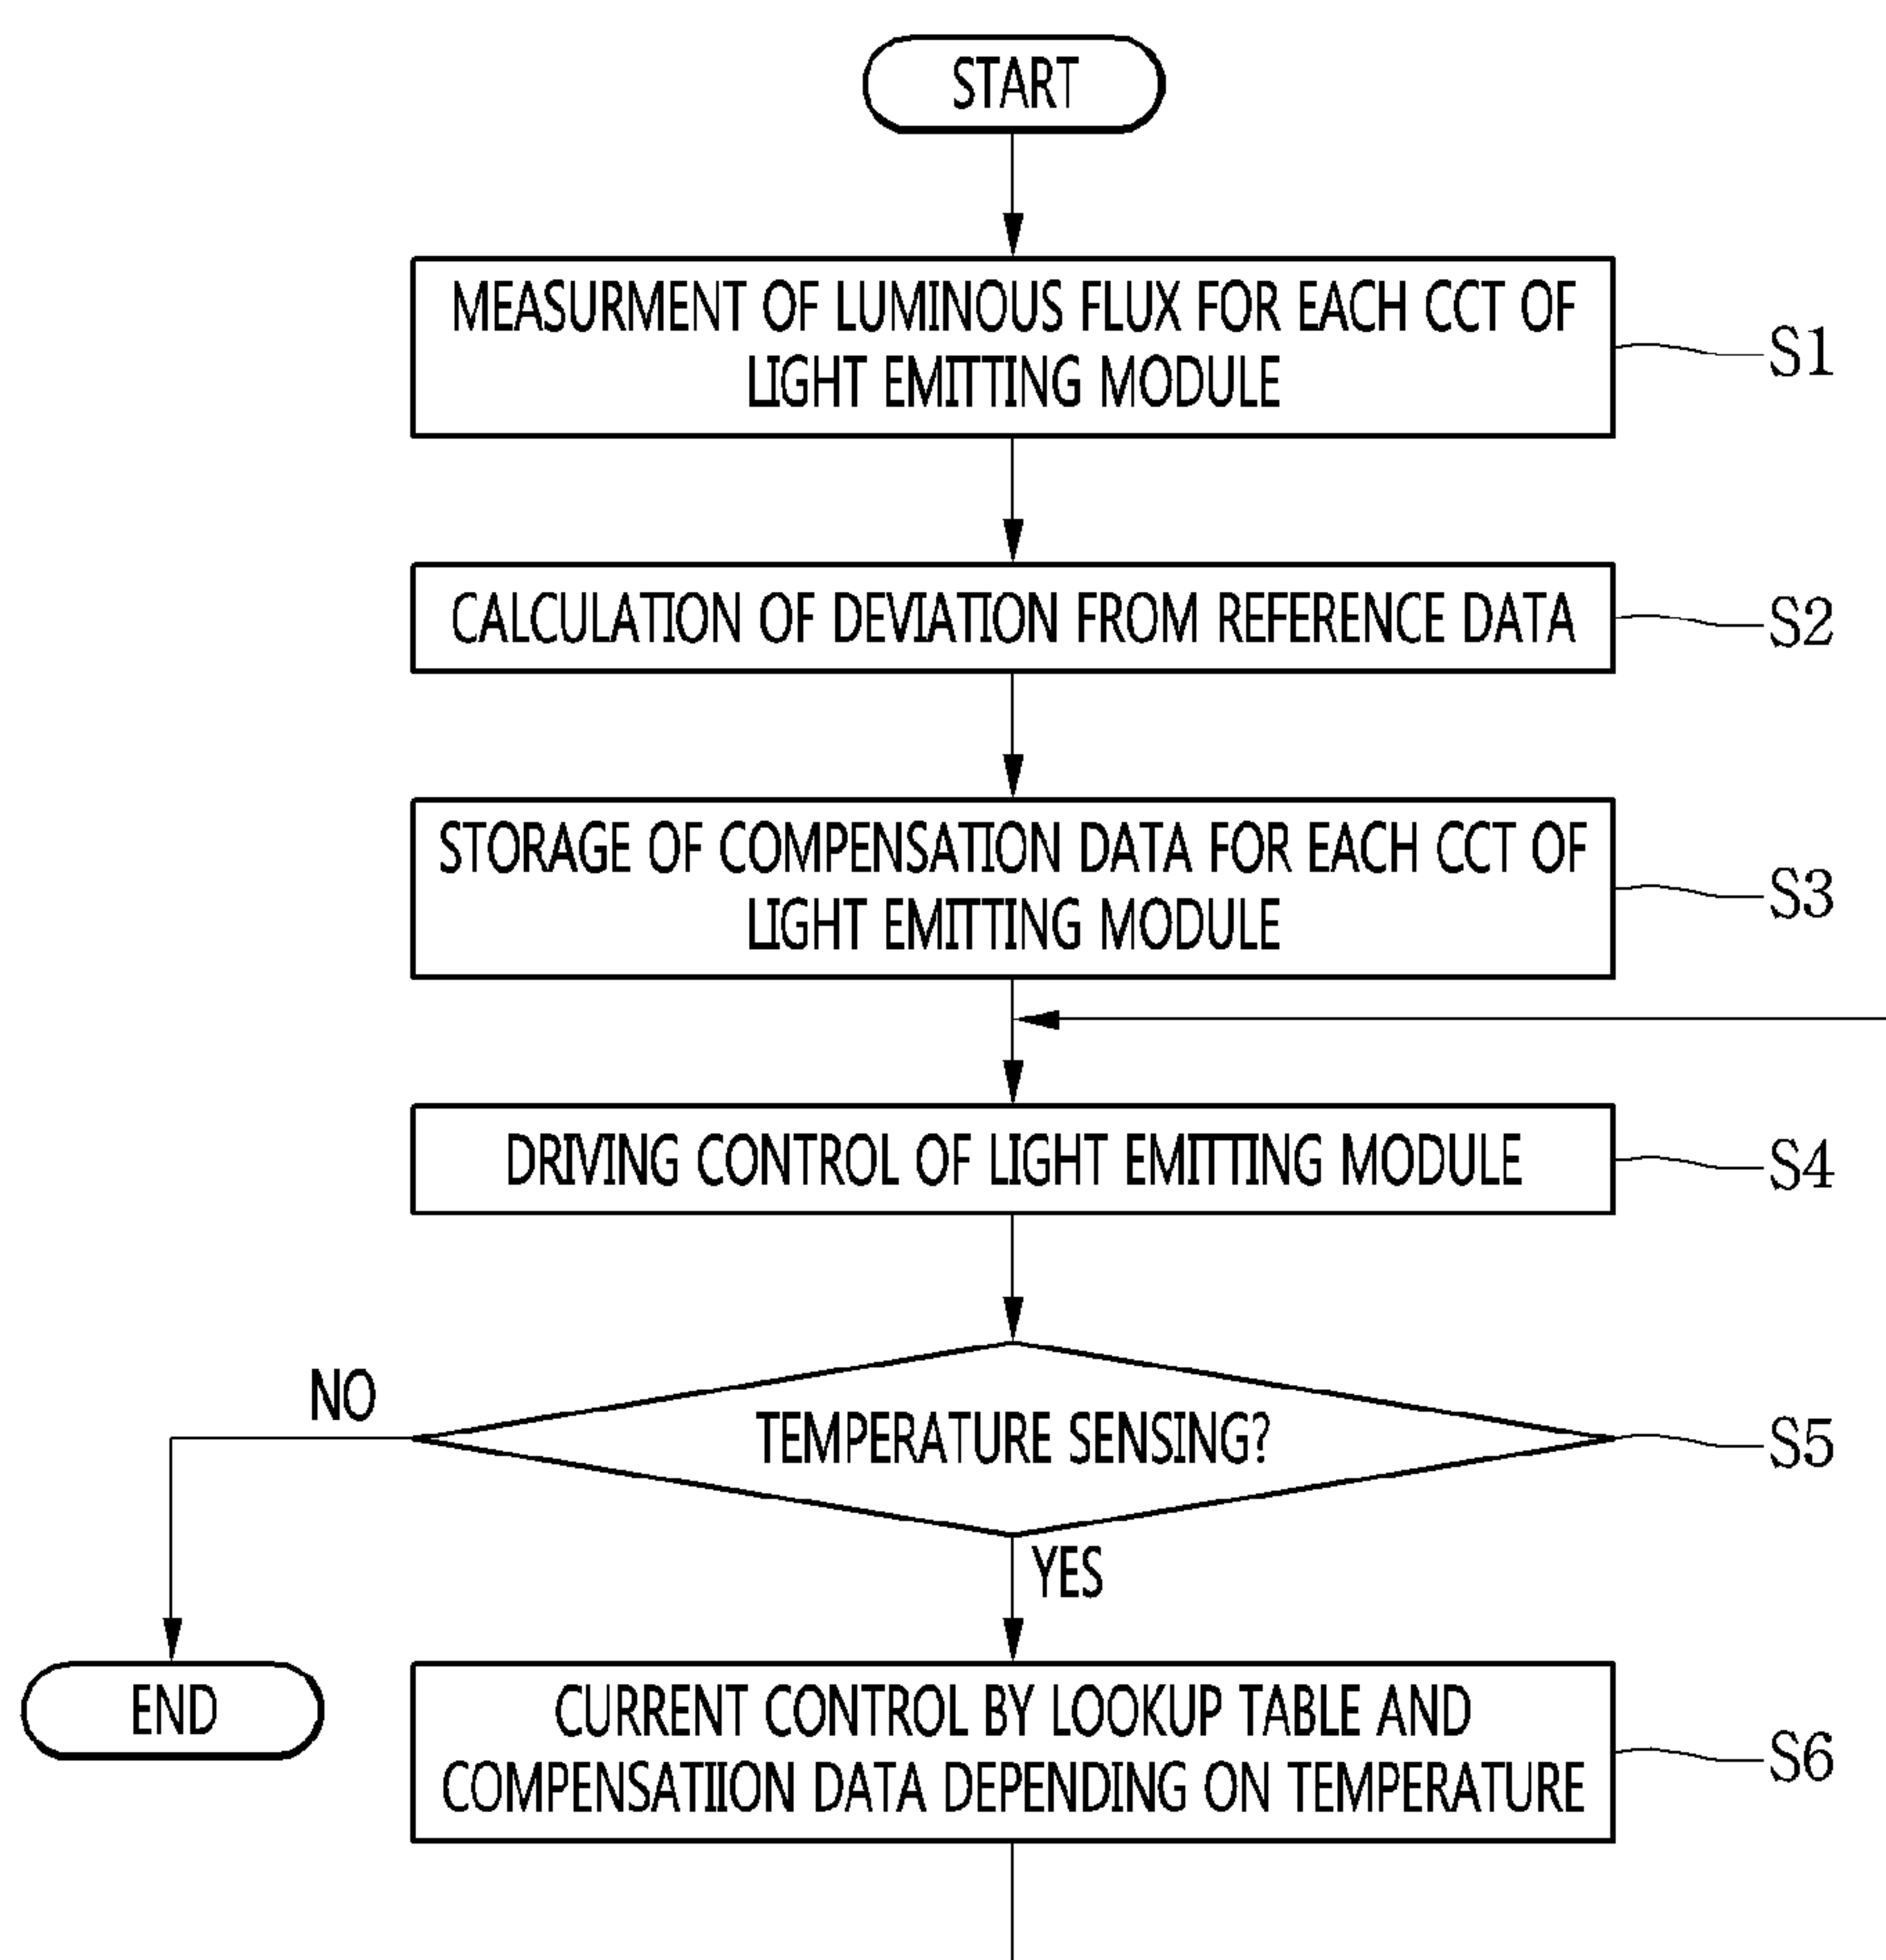 START
MEASURMENT OF LUMINOUS FLUX FOR EACH CCT OF
LIGHT EMITTING MODULE
S1
CALCULATION OF DEVIATION FROM REFERENCE DATA
S2
STORAGE OF COMPENSATION DATA FOR EACH CCT OF
LIGHT EMITTING MODULE
S3
DRIVING CONTROL OF LIGHT EMITTING MODULE
S4
NO
TEMPERATURE SENSING?
S5
YES
END
CURRENT CONTROL BY LOOKUP TABLE AND
COMPENSATIION DATA DEPENDING ON TEMPERATURE
S6